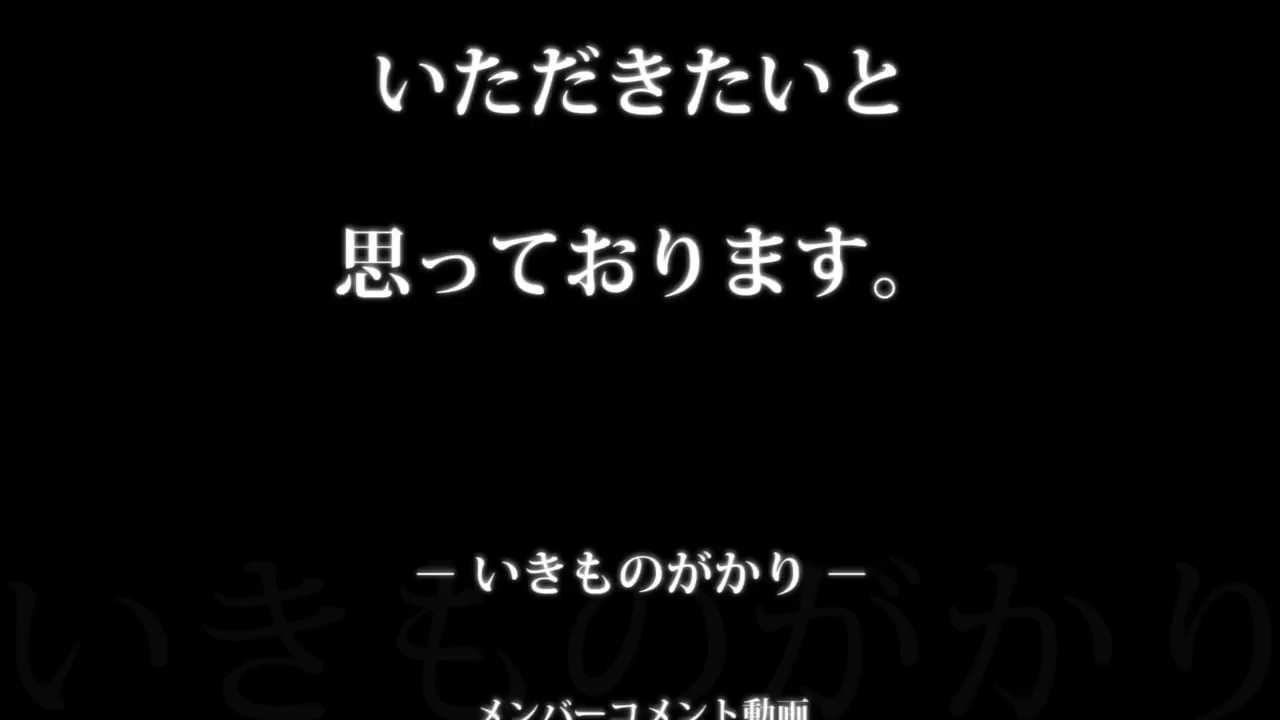 いただきたいと
思っております。
― いきものがかり ―
いきものがかり
メンバーコメント動画